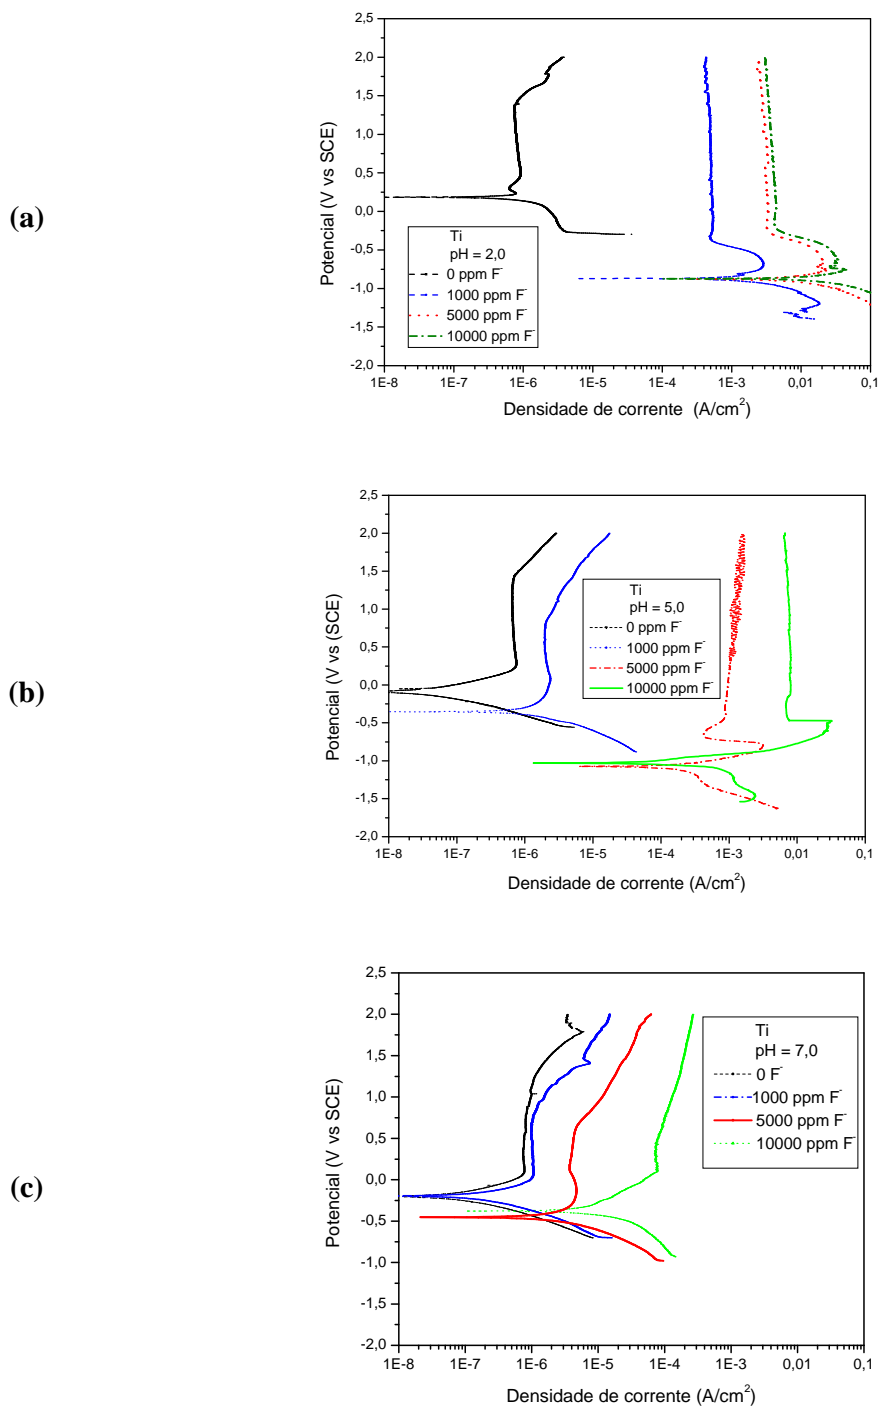 (a)
Potencial (V vs SCE)
2,5
2,0
1,5
1,0
0,5
0,0
-0,5
-1,0
-1,5
-2,0
Ti
pH = 2,0
0 ppm F⁻
1000 ppm F⁻
5000 ppm F⁻
10000 ppm F⁻
1E-8 1E-7 1E-6 1E-5 1E-4 1E-3 0,01 0,1
Densidade de corrente (A/cm²)
(b)
Potencial (V vs (SCE)
2,5
2,0
1,5
1,0
0,5
0,0
-0,5
-1,0
-1,5
-2,0
Ti
pH = 5,0
0 ppm F⁻
1000 ppm F⁻
5000 ppm F⁻
10000 ppm F⁻
1E-8 1E-7 1E-6 1E-5 1E-4 1E-3 0,01 0,1
Densidade de corrente (A/cm²)
(c)
Potencial (V vs SCE)
2,5
2,0
1,5
1,0
0,5
0,0
-0,5
-1,0
-1,5
-2,0
Ti
pH = 7,0
0 F⁻
1000 ppm F⁻
5000 ppm F⁻
10000 ppm F⁻
1E-8 1E-7 1E-6 1E-5 1E-4 1E-3 0,01 0,1
Densidade de corrente (A/cm²)